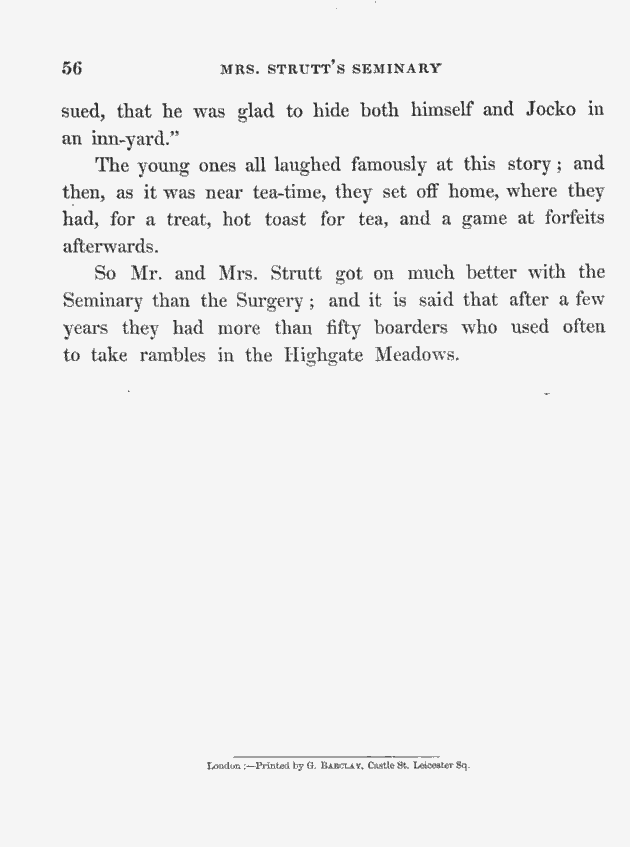 56 MRS. STRUTT'S SEMINARY
sued, that he was glad to hide both himself and Jocko in
an inn-yard.”
The young ones all laughed famously at this story ; and
then, as it was near tea-time, they set off home, where they
had, for a treat, hot toast for tea, and a game at forfeits
afterwards.
So Mr. and Mrs. Strutt got on much better with the
Seminary than the Surgery ; and it is said that after a few
years they had more than fifty boarders who used often
to take rambles in the Highgate Meadows.
London :—Printed by G. BARCLAY, Castle St. Leicester Sq.